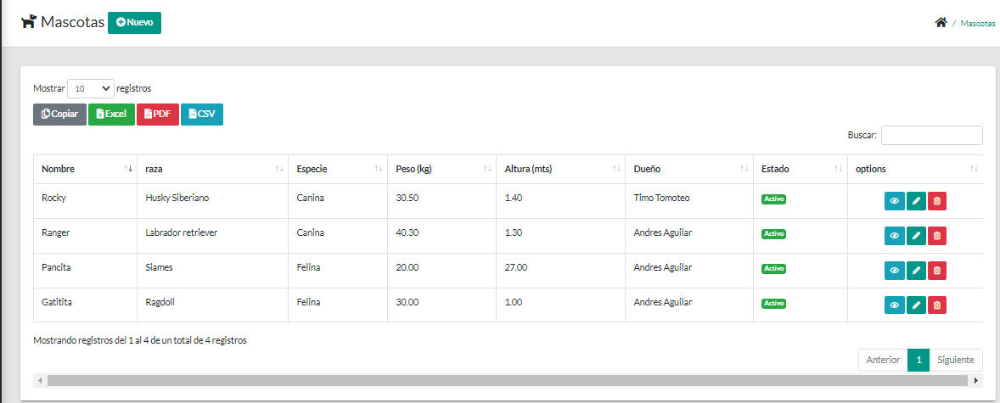 Mascotas Nuevo
/ Mascotas
Mostrar 10 registros
Copiar Excel PDF CSV
Buscar:
Nombre raza Especie Peso (kg) Altura (mts) Dueño Estado options
Rocky Husky Siberiano Canina 30.50 1.40 Timo Tomoteo Activo
Ranger Labrador retriever Canina 40.30 1.30 Andres Aguilar Activo
Pancita Siames Felina 20.00 27.00 Andres Aguilar Activo
Gatitita Ragdoll Felina 30.00 1.00 Andres Aguilar Activo
Mostrando registros del 1 al 4 de un total de 4 registros
Anterior 1 Siguiente